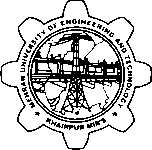 MEHRAN UNIVERSITY OF ENGINEERING AND TECHNOLOGY
KHAIRPUR MIR'S